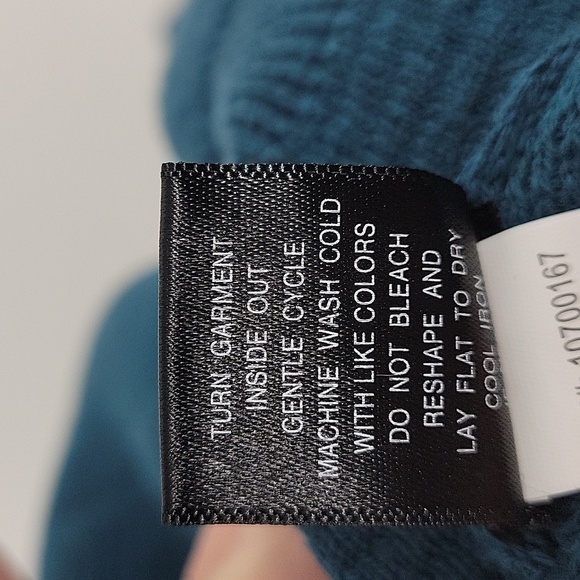 TURN GARMENT
INSIDE OUT
GENTLE CYCLE
MACHINE WASH COLD
WITH LIKE COLORS
DO NOT BLEACH
RESHAPE AND
LAY FLAT TO DRY
COOL IRON
10700167